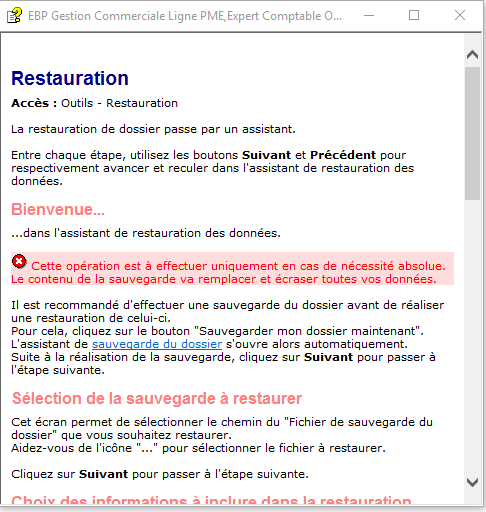 EBP Gestion Commerciale Ligne PME,Expert Comptable O...
Restauration
Accès : Outils - Restauration
La restauration de dossier passe par un assistant.
Entre chaque étape, utilisez les boutons Suivant et Précédent pour
respectivement avancer et reculer dans l'assistant de restauration des
données.
Bienvenue...
...dans l'assistant de restauration des données.
Cette opération est à effectuer uniquement en cas de nécessité absolue.
Le contenu de la sauvegarde va remplacer et écraser toutes vos données.
Il est recommandé d'effectuer une sauvegarde du dossier avant de réaliser
une restauration de celui-ci.
Pour cela, cliquez sur le bouton "Sauvegarder mon dossier maintenant".
L'assistant de sauvegarde du dossier s'ouvre alors automatiquement.
Suite à la réalisation de la sauvegarde, cliquez sur Suivant pour passer à
l'étape suivante.
Sélection de la sauvegarde à restaurer
Cet écran permet de sélectionner le chemin du "Fichier de sauvegarde du
dossier" que vous souhaitez restaurer.
Aidez-vous de l'icône "..." pour sélectionner le fichier à restaurer.
Cliquez sur Suivant pour passer à l'étape suivante.
Choix des informations à inclure dans la restauration